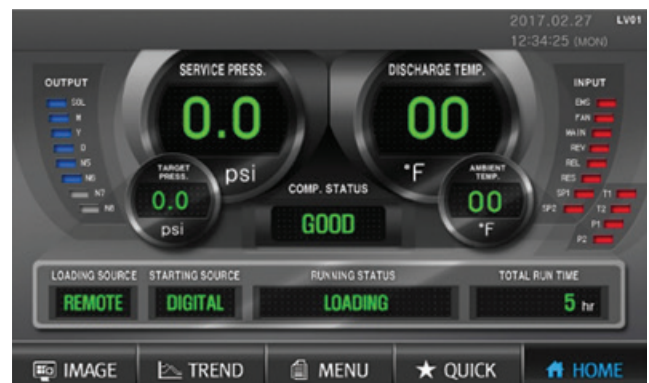 2017.02.27 LV01
12:34:25 (MON)
OUTPUT
SOL
M
Y
D
N5
N6
N7
N8
SERVICE PRESS.
0.0
psi
TARGET
PRESS.
0.0
psi
DISCHARGE TEMP.
00
°F
AMBIENT
TEMP.
00
°F
COMP. STATUS
GOOD
INPUT
EMS
FAN
MAIN
REV
REL
RES
SP1 T1
SP2 T2
P1
P2
LOADING SOURCE STARTING SOURCE RUNNING STATUS TOTAL RUN TIME
REMOTE DIGITAL LOADING 5 hr
IMAGE TREND MENU QUICK HOME